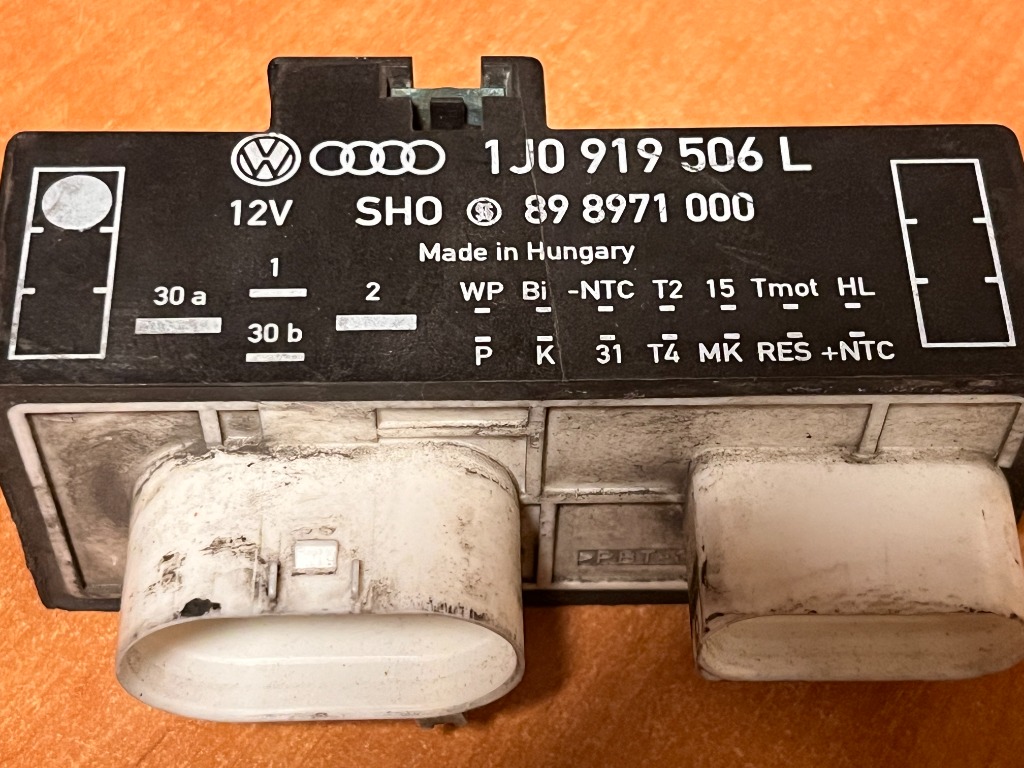 1J0 919 506 L
12V SHO 89 8971 000
Made in Hungary
1
30 a 2 WP Bi -NTC T2 15 Tmot HL
30 b
P K 31 T4 MK RES +NTC